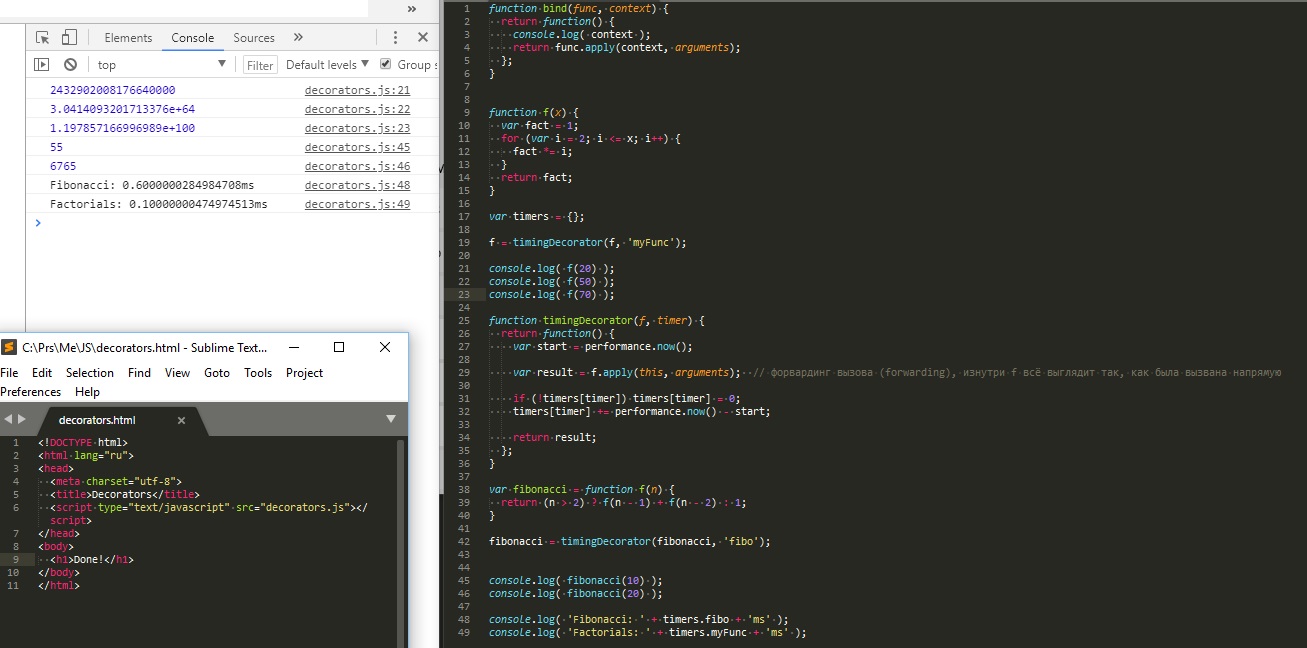 »
Elements Console Sources »
top Filter Default levels Group s
2432902008176640000 decorators.js:21
3.0414093201713376e+64 decorators.js:22
1.197857166996989e+100 decorators.js:23
55 decorators.js:45
6765 decorators.js:46
Fibonacci: 0.6000000284984708ms decorators.js:48
Factorials: 0.10000000474974513ms decorators.js:49
>
C:\Prs\Me\JS\decorators.html - Sublime Text...
File Edit Selection Find View Goto Tools Project
Preferences Help
decorators.html
1 <!DOCTYPE html>
2 <html lang="ru">
3 <head>
4 <meta charset="utf-8">
5 <title>Decorators</title>
6 <script type="text/javascript" src="decorators.js"></
script>
7 </head>
8 <body>
9 <h1>Done!</h1>
10 </body>
11 </html>
1 function bind(func, context) {
2 return function() {
3 console.log( context );
4 return func.apply(context, arguments);
5 };
6 }
7
8
9 function f(x) {
10 var fact = 1;
11 for (var i = 2; i <= x; i++) {
12 fact *= i;
13 }
14 return fact;
15 }
16
17 var timers = {};
18
19 f = timingDecorator(f, 'myFunc');
20
21 console.log( f(20) );
22 console.log( f(50) );
23 console.log( f(70) );
24
25 function timingDecorator(f, timer) {
26 return function() {
27 var start = performance.now();
28
29 var result = f.apply(this, arguments); // форвардинг вызова (forwarding), изнутри f всё выглядит так, как была вызвана напрямую
30
31 if (!timers[timer]) timers[timer] = 0;
32 timers[timer] += performance.now() - start;
33
34 return result;
35 };
36 }
37
38 var fibonacci = function f(n) {
39 return (n > 2) ? f(n - 1) + f(n - 2) : 1;
40 }
41
42 fibonacci = timingDecorator(fibonacci, 'fibo');
43
44
45 console.log( fibonacci(10) );
46 console.log( fibonacci(20) );
47
48 console.log( 'Fibonacci: ' + timers.fibo + 'ms' );
49 console.log( 'Factorials: ' + timers.myFunc + 'ms' );